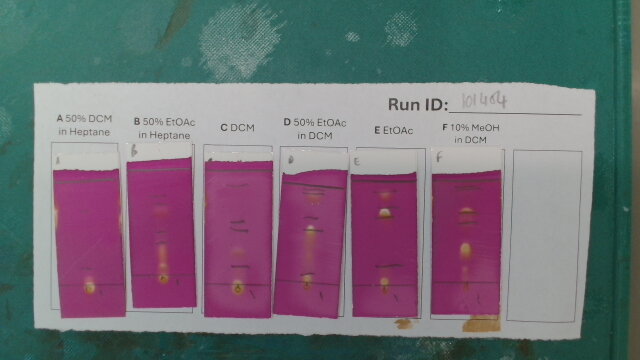 Run ID: 101404
A 50% DCM
in Heptane
B 50% EtOAc
in Heptane
C DCM
D 50% EtOAc
in DCM
E EtOAc
F 10% MeOH
in DCM
A
B
D
E
F